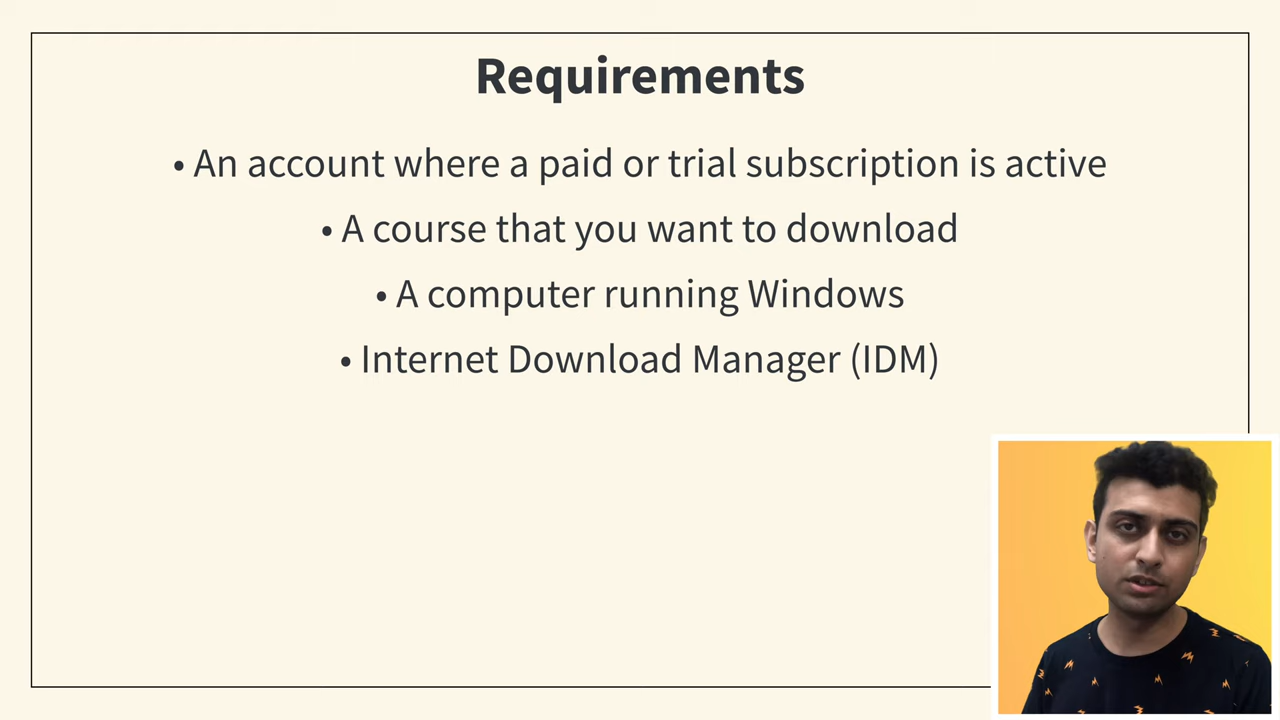 Requirements
• An account where a paid or trial subscription is active
• A course that you want to download
• A computer running Windows
• Internet Download Manager (IDM)